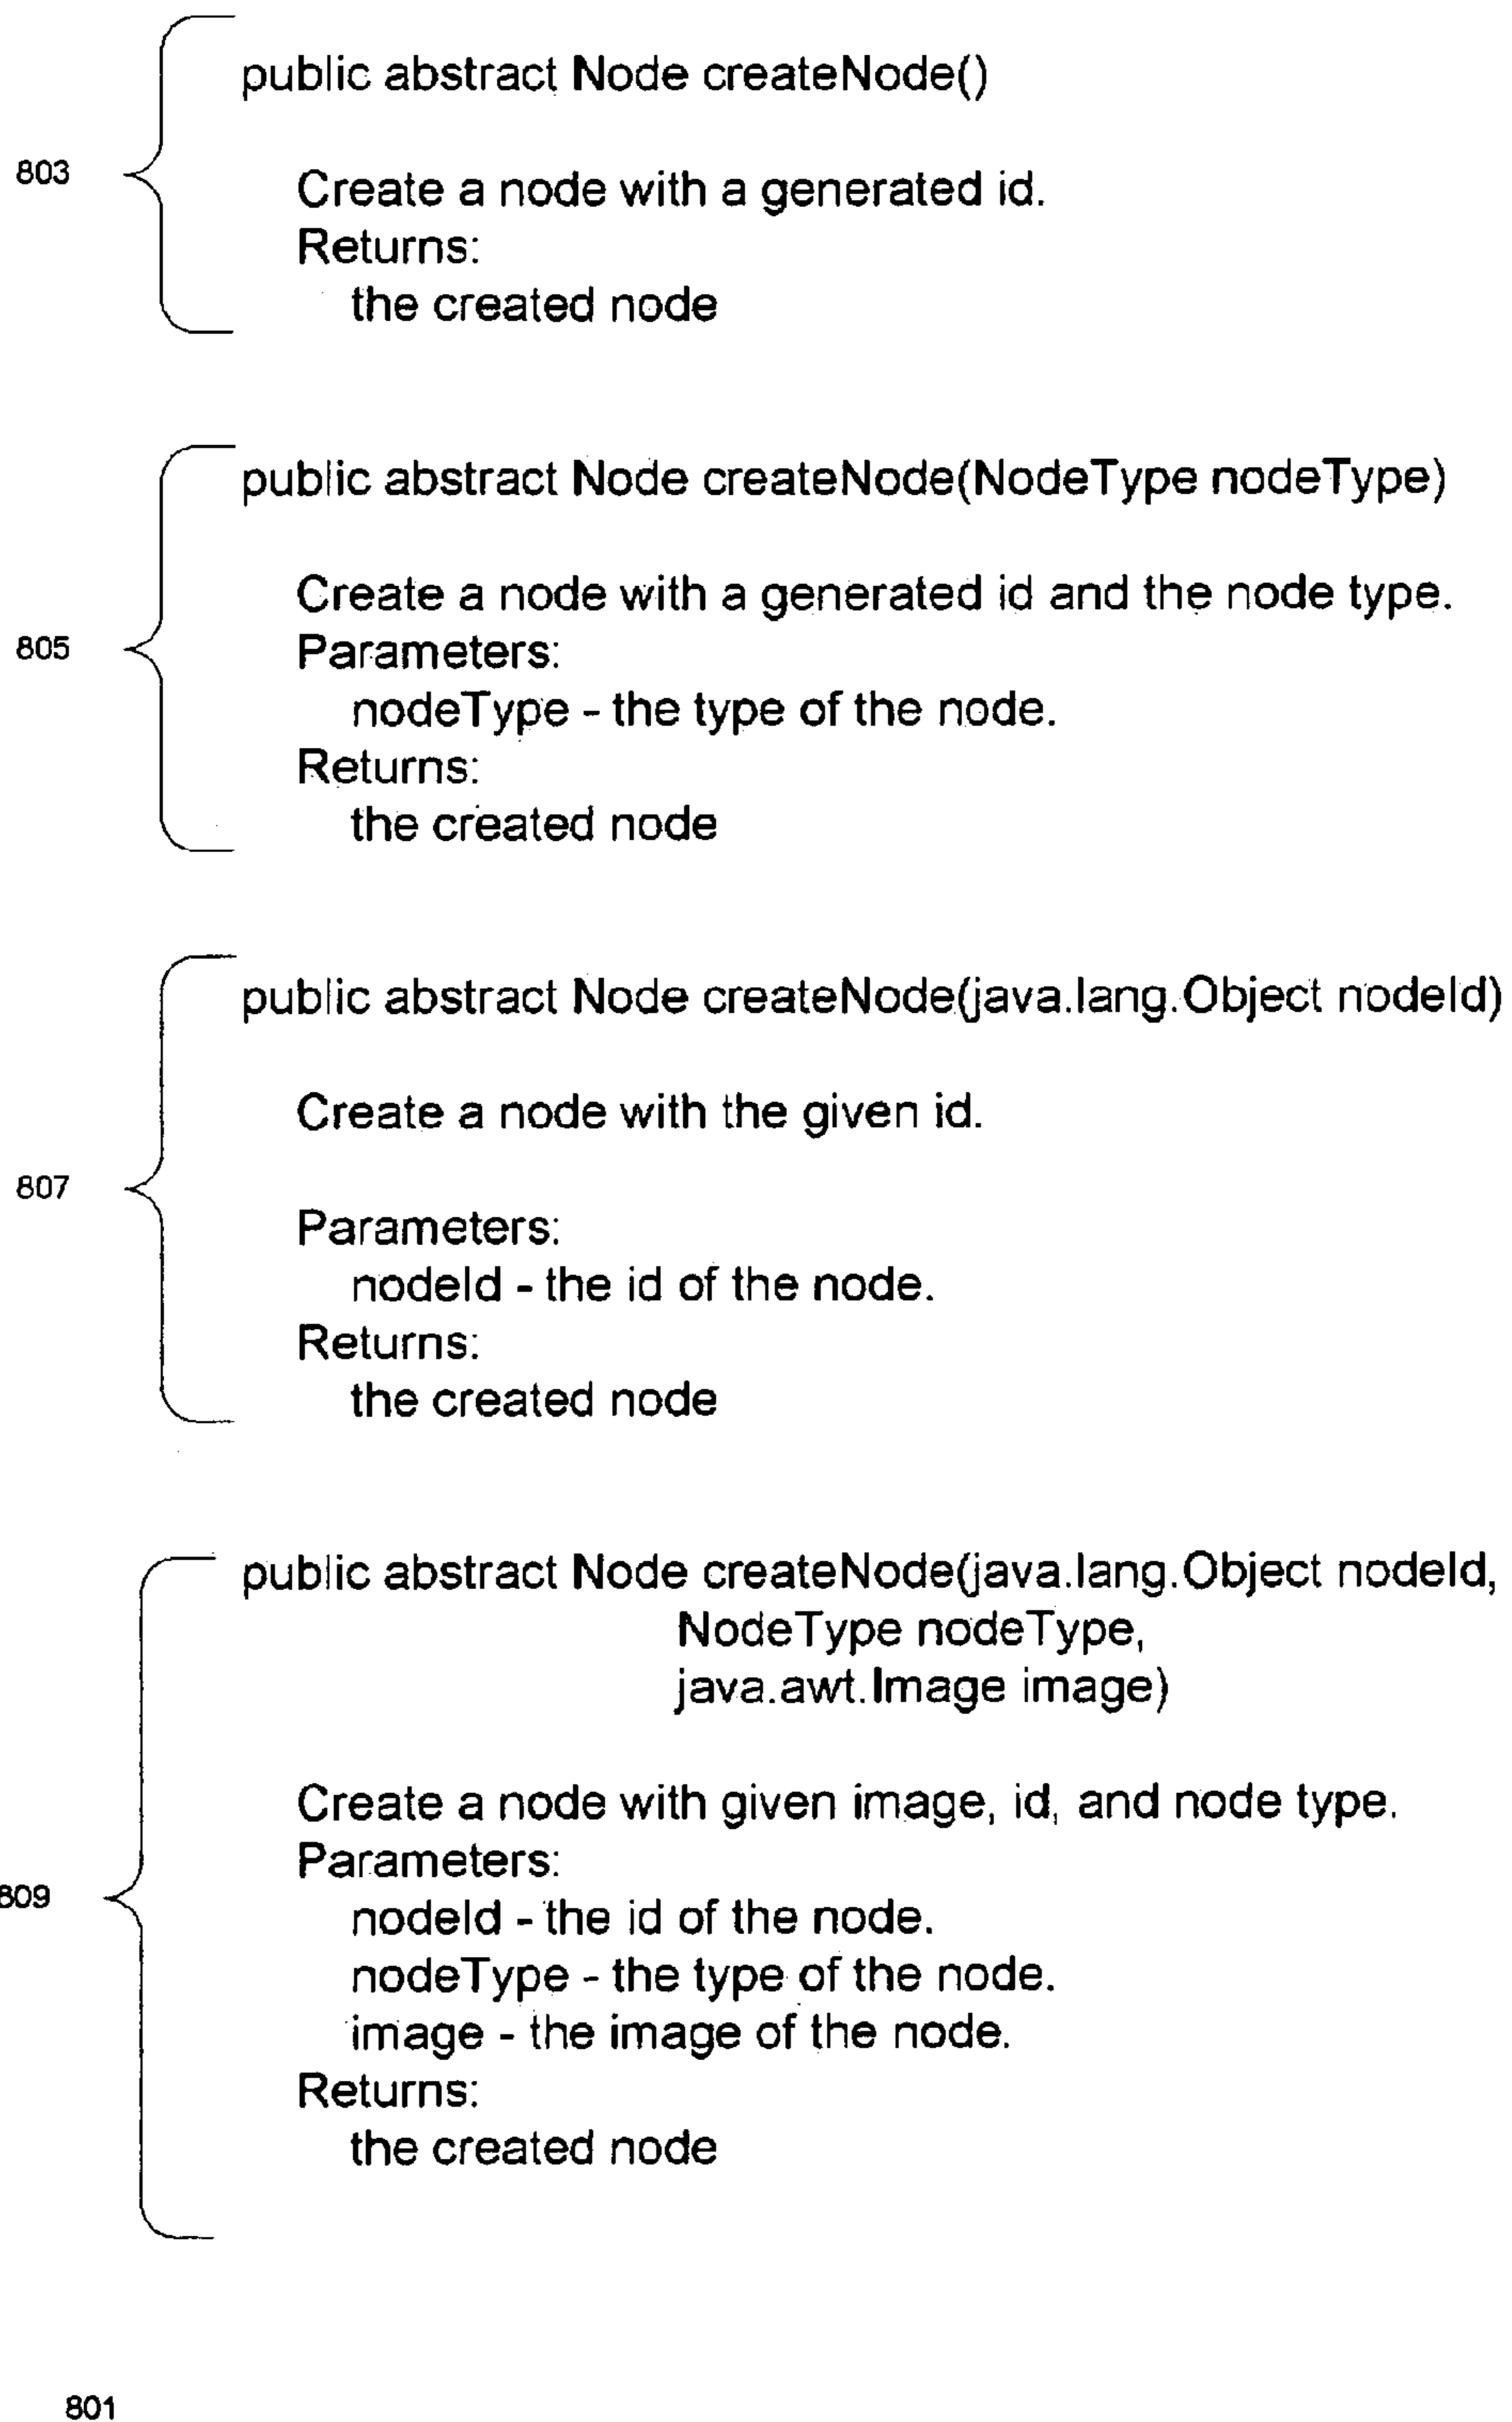 public abstract Node createNode()
803
Create a node with a generated id.
Returns:
the created node
public abstract Node createNode(NodeType nodeType)
Create a node with a generated id and the node type.
805
Parameters:
nodeType - the type of the node.
Returns:
the created node
public abstract Node createNode(java.lang.Object nodeId)
Create a node with the given id.
807
Parameters:
nodeId - the id of the node.
Returns:
the created node
public abstract Node createNode(java.lang.Object nodeId,
NodeType nodeType,
java.awt.Image image)
Create a node with given image, id, and node type.
Parameters:
809
nodeId - the id of the node.
nodeType - the type of the node.
image - the image of the node.
Returns:
the created node
801